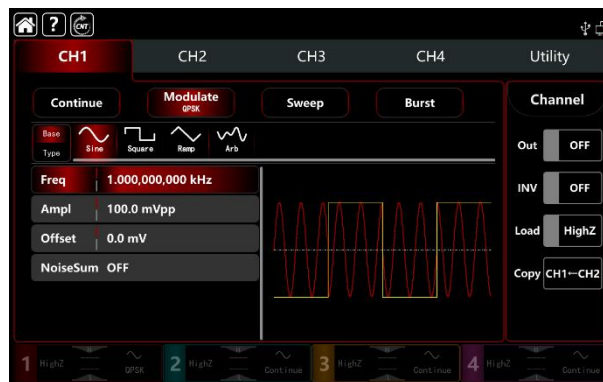 ? CNT
CH1 CH2 CH3 CH4 Utility
Continue Modulate Sweep Burst Channel
QPSK
Base
Type Sine Square Ramp Arb
Out OFF
Freq 1.000,000,000 kHz
INV OFF
Ampl 100.0 mVpp
Offset 0.0 mV
Load HighZ
NoiseSum OFF
Copy CH1←CH2
1 HighZ QPSK 2 HighZ Continue 3 HighZ Continue 4 HighZ Continue